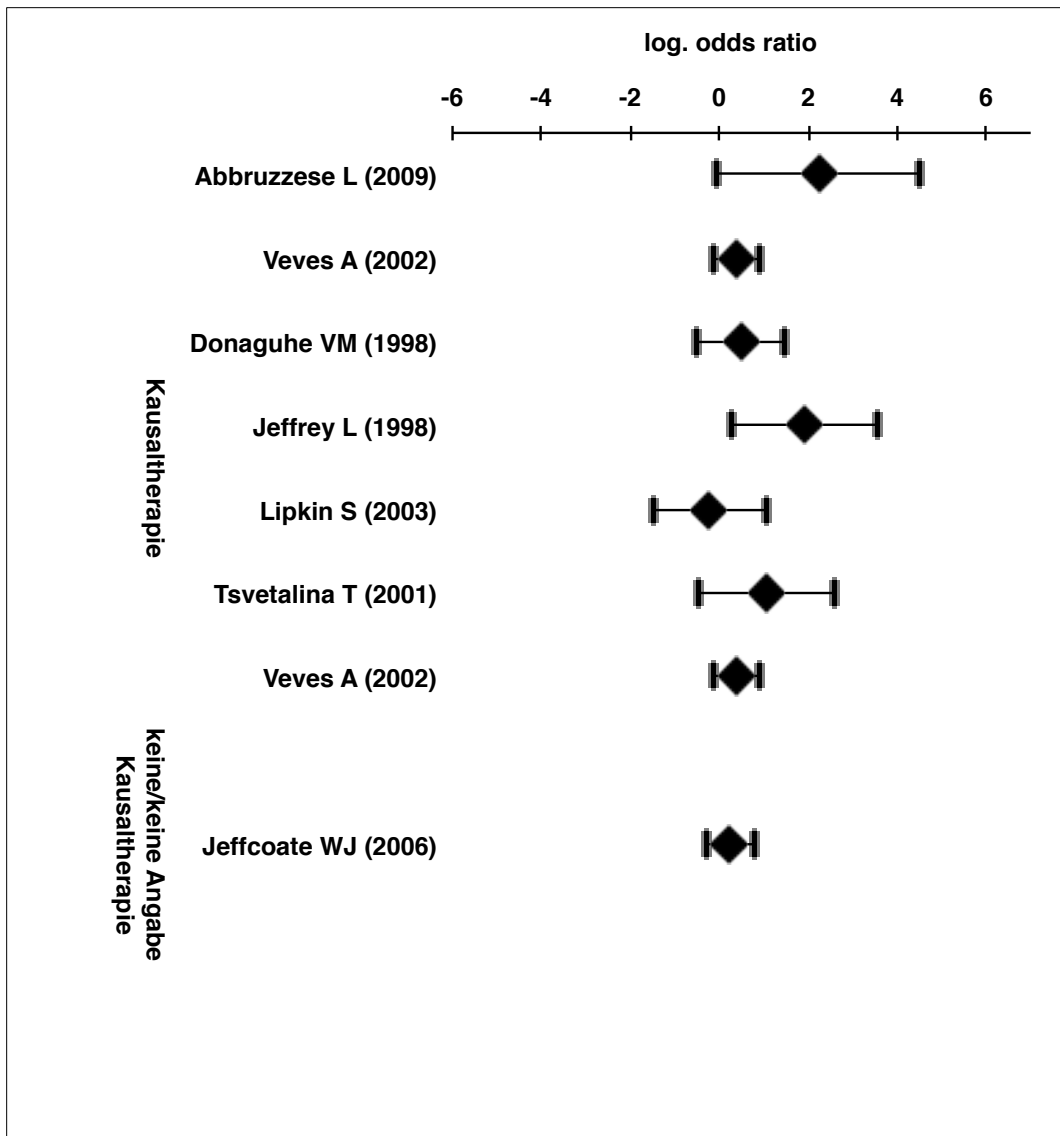 log. odds ratio
-6 -4 -2 0 2 4 6
Abbruzzese L (2009)
Veves A (2002)
Donaguhe VM (1998)
Jeffrey L (1998)
Lipkin S (2003)
Tsvetalina T (2001)
Veves A (2002)
Kausaltherapie
Jeffcoate WJ (2006)
keine/keine Angabe
Kausaltherapie